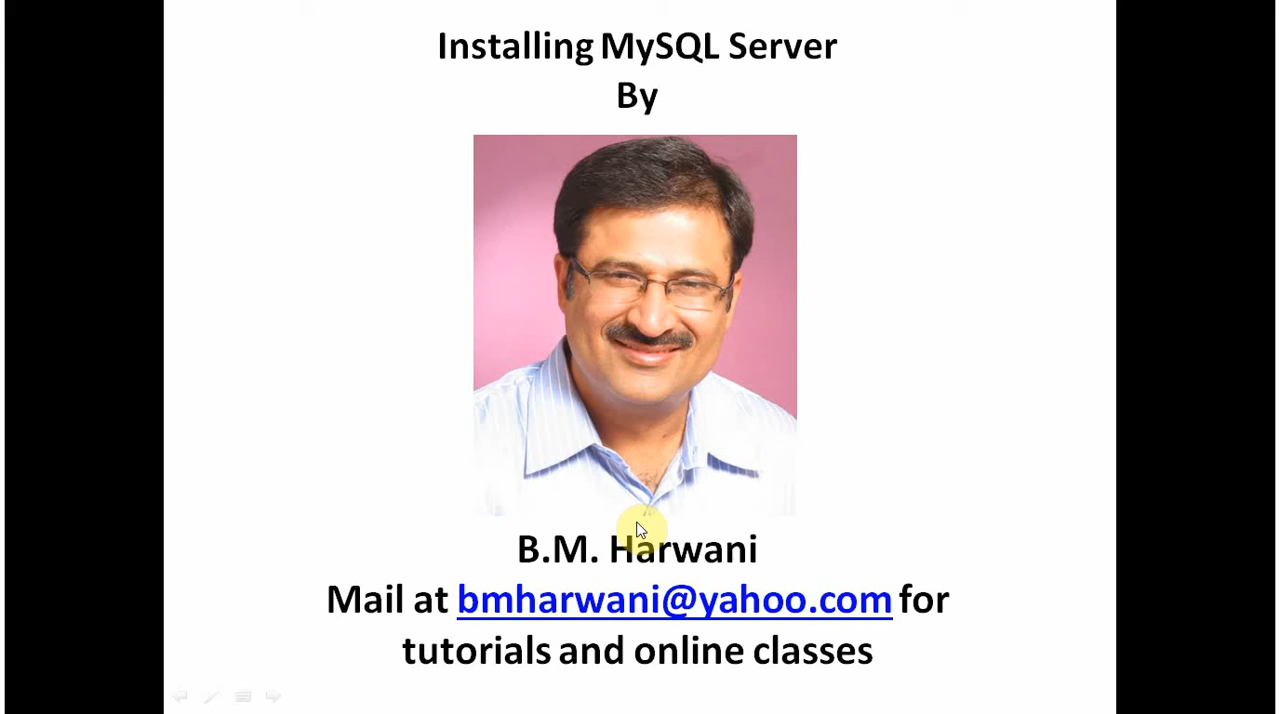 Installing MySQL Server
By
B.M. Harwani
Mail at bmharwani@yahoo.com for
tutorials and online classes